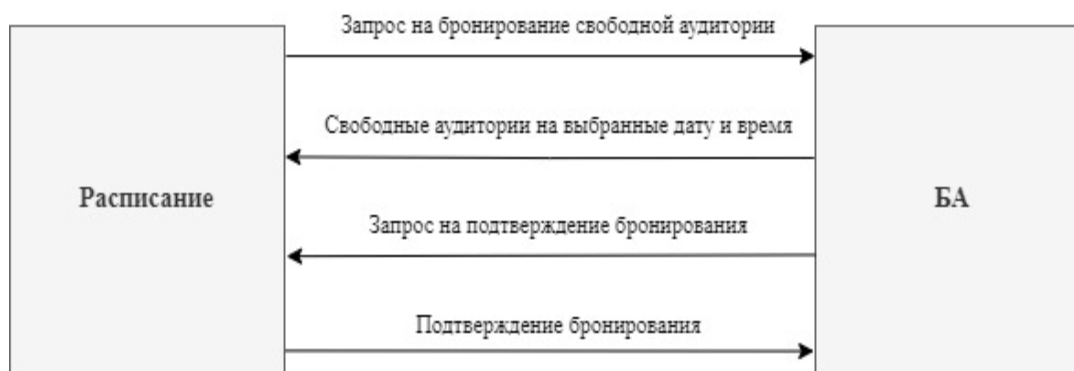 Запрос на бронирование свободной аудитории
Свободные аудитории на выбранные дату и время
Расписание
БА
Запрос на подтверждение бронирования
Подтверждение бронирования